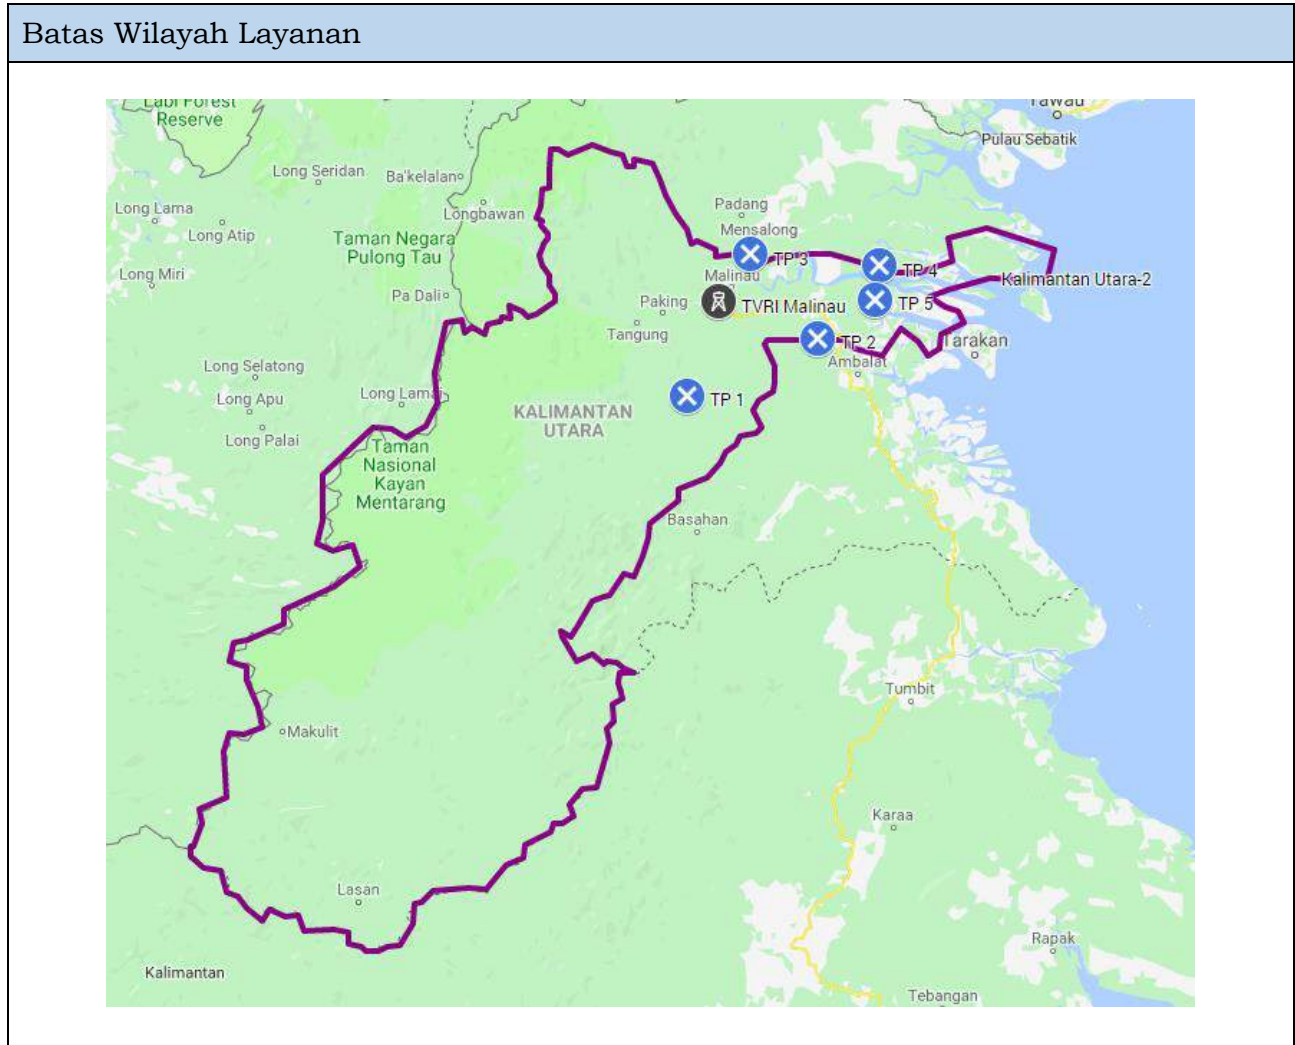 Batas Wilayah Layanan
Labi Forest
Reserve
Tawau
Pulau Sebatik
Long Seridan
Ba'kelalan
Long Lama
Longbawan
Padang
Long Atip
Taman Negara
Pulong Tau
Mensalong
TP 3
TP 4
Long Miri
Malinau
Kalimantan Utara-2
Pa Dali
Paking
TVRI Malinau
TP 5
Tangung
TP 2
Tarakan
Ambalat
Long Selatong
Long Apu
Long Lamai
TP 1
KALIMANTAN
UTARA
Long Palai
Taman
Nasional
Kayan
Mentarang
Basahan
Tumbit
Makulit
Karaa
Lasan
Rapak
Kalimantan
Tebangan